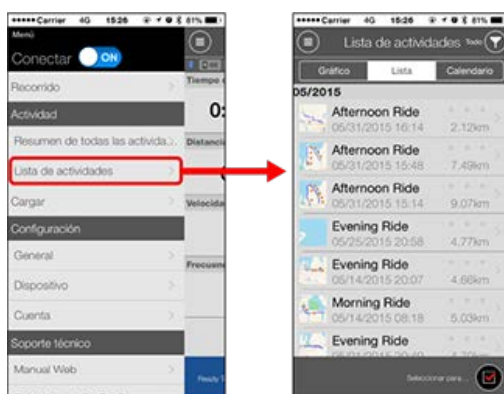 Carrier 4G 15:26 81%
Menú
Conectar ON
Recorrido
Actividad
Resumen de todas las activida...
Lista de actividades
Cargar
Configuración
General
Dispositivo
Cuenta
Soporte técnico
Manual Web
Tiempo
0:
Distanci
Velocida
Frecuen
Ready T
Carrier 4G 15:26 81%
Lista de actividades Todo
Gráfico Lista Calendario
05/2015
Afternoon Ride
05/31/2015 16:14 2.12km
Afternoon Ride
05/31/2015 15:48 7.49km
Afternoon Ride
05/31/2015 15:14 9.07km
Evening Ride
05/25/2015 20:58 4.77km
Evening Ride
05/14/2015 20:07 4.66km
Morning Ride
05/14/2015 08:18 5.03km
Evening Ride
Seleccionar para...